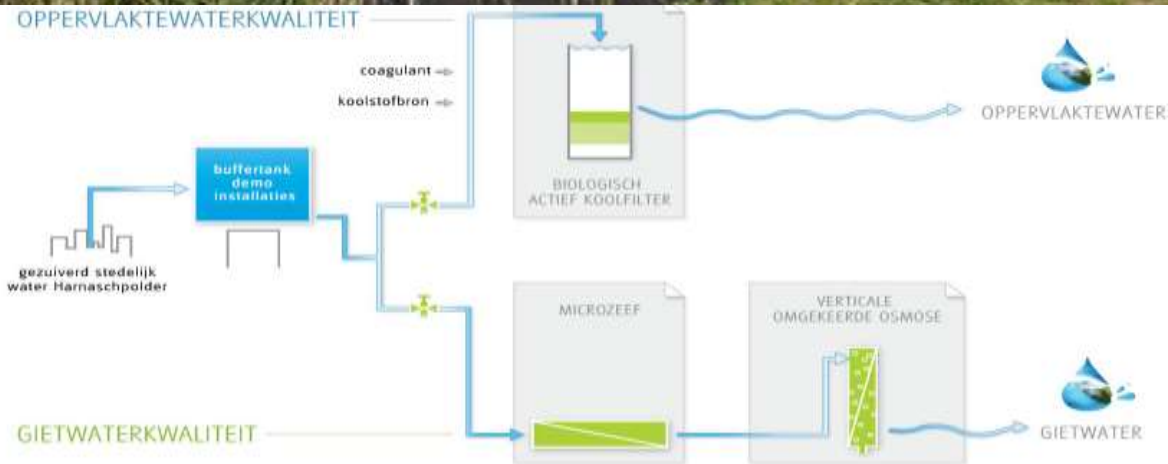 OPPERVLAKTEWATERKWALITEIT
coagulant
koolstofbron
BIOLOGISCH
ACTIEF KOOLFILTER
OPPERVLAKTEWATER
buffertank
demo
installaties
gezuiverd stedelijk
water Harnaschpolder
MICROZEEF
VERTICALE
OMGEKEERDE OSMOSE
GIETWATERKWALITEIT
GIETWATER